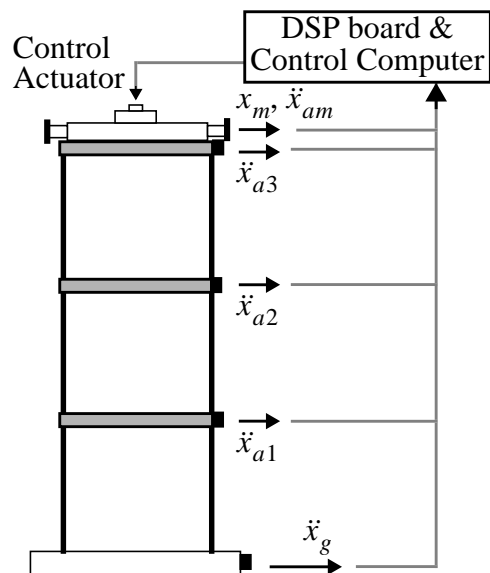 DSP board &
Control Computer
Control
Actuator
x_m, ẍ_am
ẍ_a3
ẍ_a2
ẍ_a1
ẍ_g